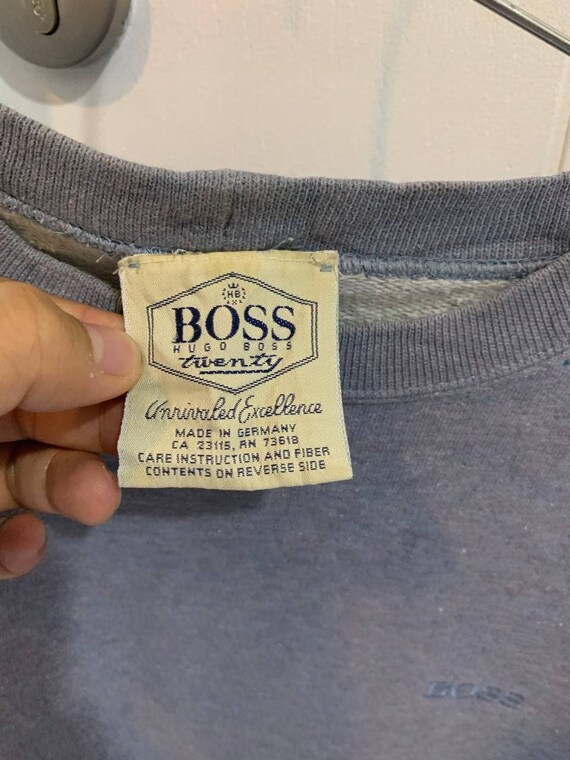 HB
BOSS
HUGO BOSS
twenty
Unrivaled Excellence
MADE IN GERMANY
CA 23115, RN 73618
CARE INSTRUCTION AND FIBER
CONTENTS ON REVERSE SIDE
BOSS